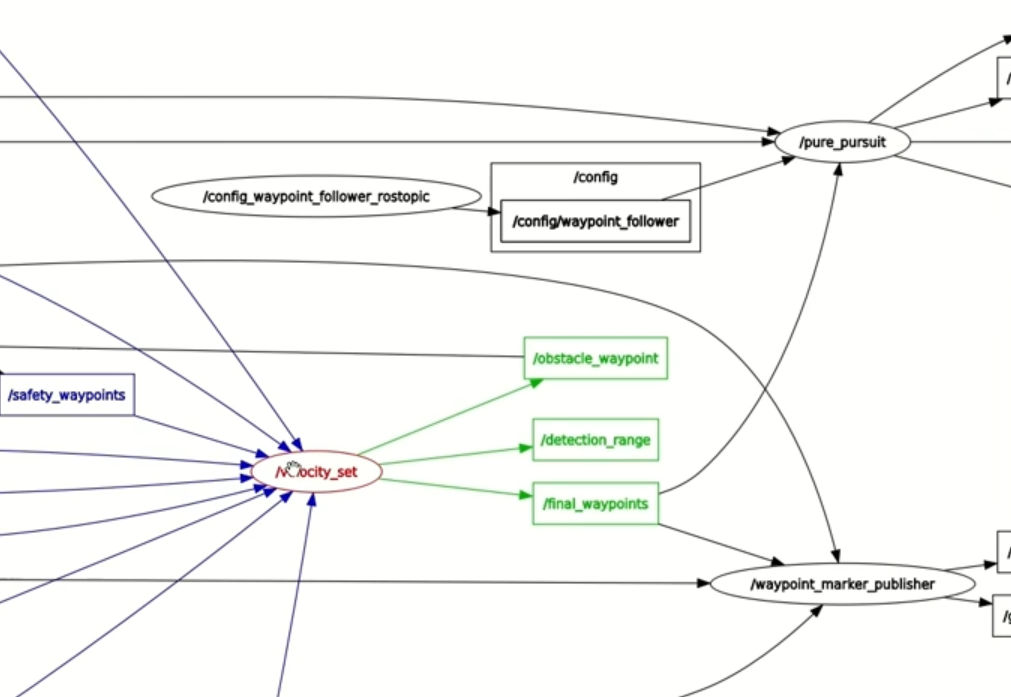 /pure_pursuit
/config
/config_waypoint_follower_rostopic
/config/waypoint_follower
/obstacle_waypoint
/safety_waypoints
/detection_range
/final_waypoints
/waypoint_marker_publisher